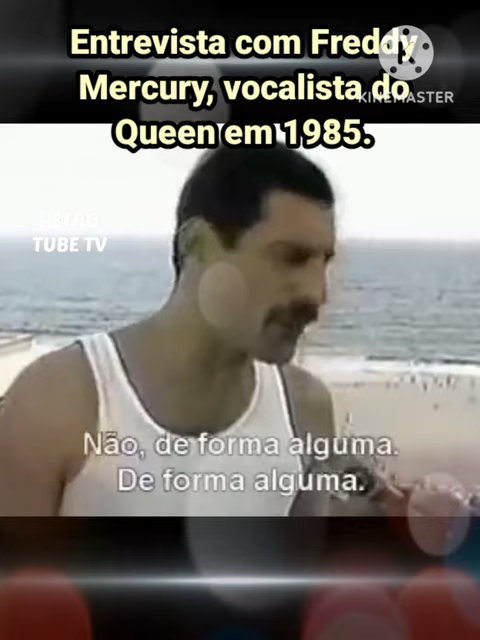 Entrevista com Freddy
Mercury, vocalista do
KINEMASTER
Queen em 1985.
RETRO
TUBE TV
Não, de forma alguma.
De forma alguma.